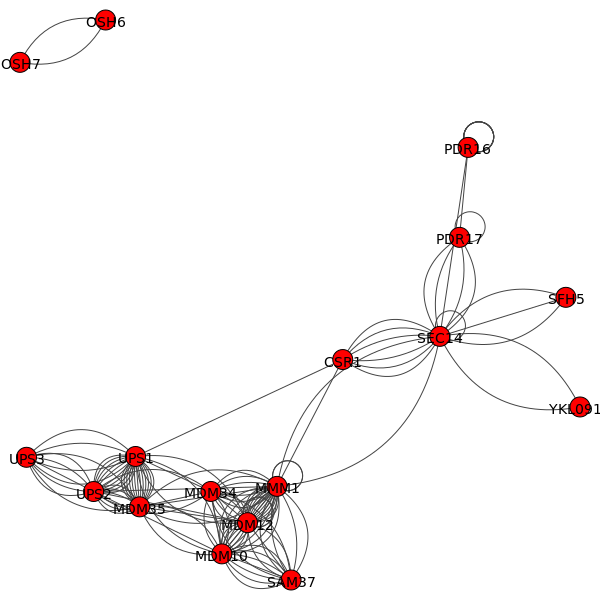 OSH6
OSH7
PDR16
PDR17
SFH5
SEC14
CSR1
YKL091
UPS3
UPS1
UPS2
MDM35
MDM34
MMM1
MDM12
MDM10
SAM37